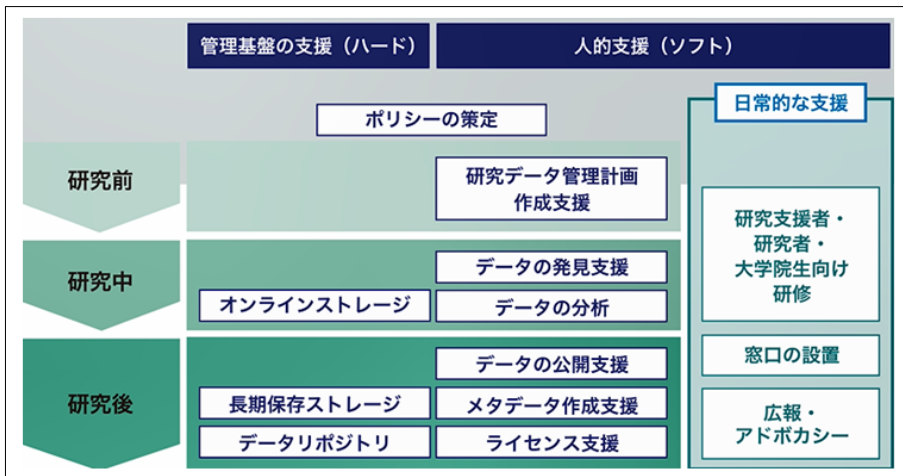 管理基盤の支援（ハード）
人的支援（ソフト）
日常的な支援
ポリシーの策定
研究前
研究データ管理計画
作成支援
研究中
データの発見支援
オンラインストレージ
データの分析
研究後
データの公開支援
長期保存ストレージ
メタデータ作成支援
データリポジトリ
ライセンス支援
研究支援者・
研究者・
大学院生向け
研修
窓口の設置
広報・
アドボカシー